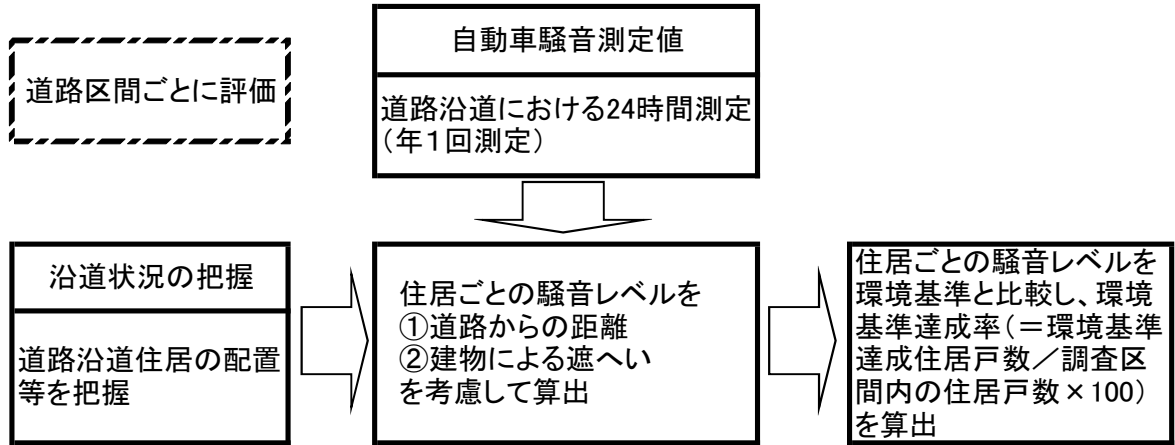 道路区間ごとに評価
自動車騒音測定値
道路沿道における24時間測定
(年1回測定)
沿道状況の把握
道路沿道住居の配置
等を把握
住居ごとの騒音レベルを
①道路からの距離
②建物による遮へい
を考慮して算出
住居ごとの騒音レベルを
環境基準と比較し、環境
基準達成率(=環境基準
達成住居戸数/調査区
間内の住居戸数×100)
を算出